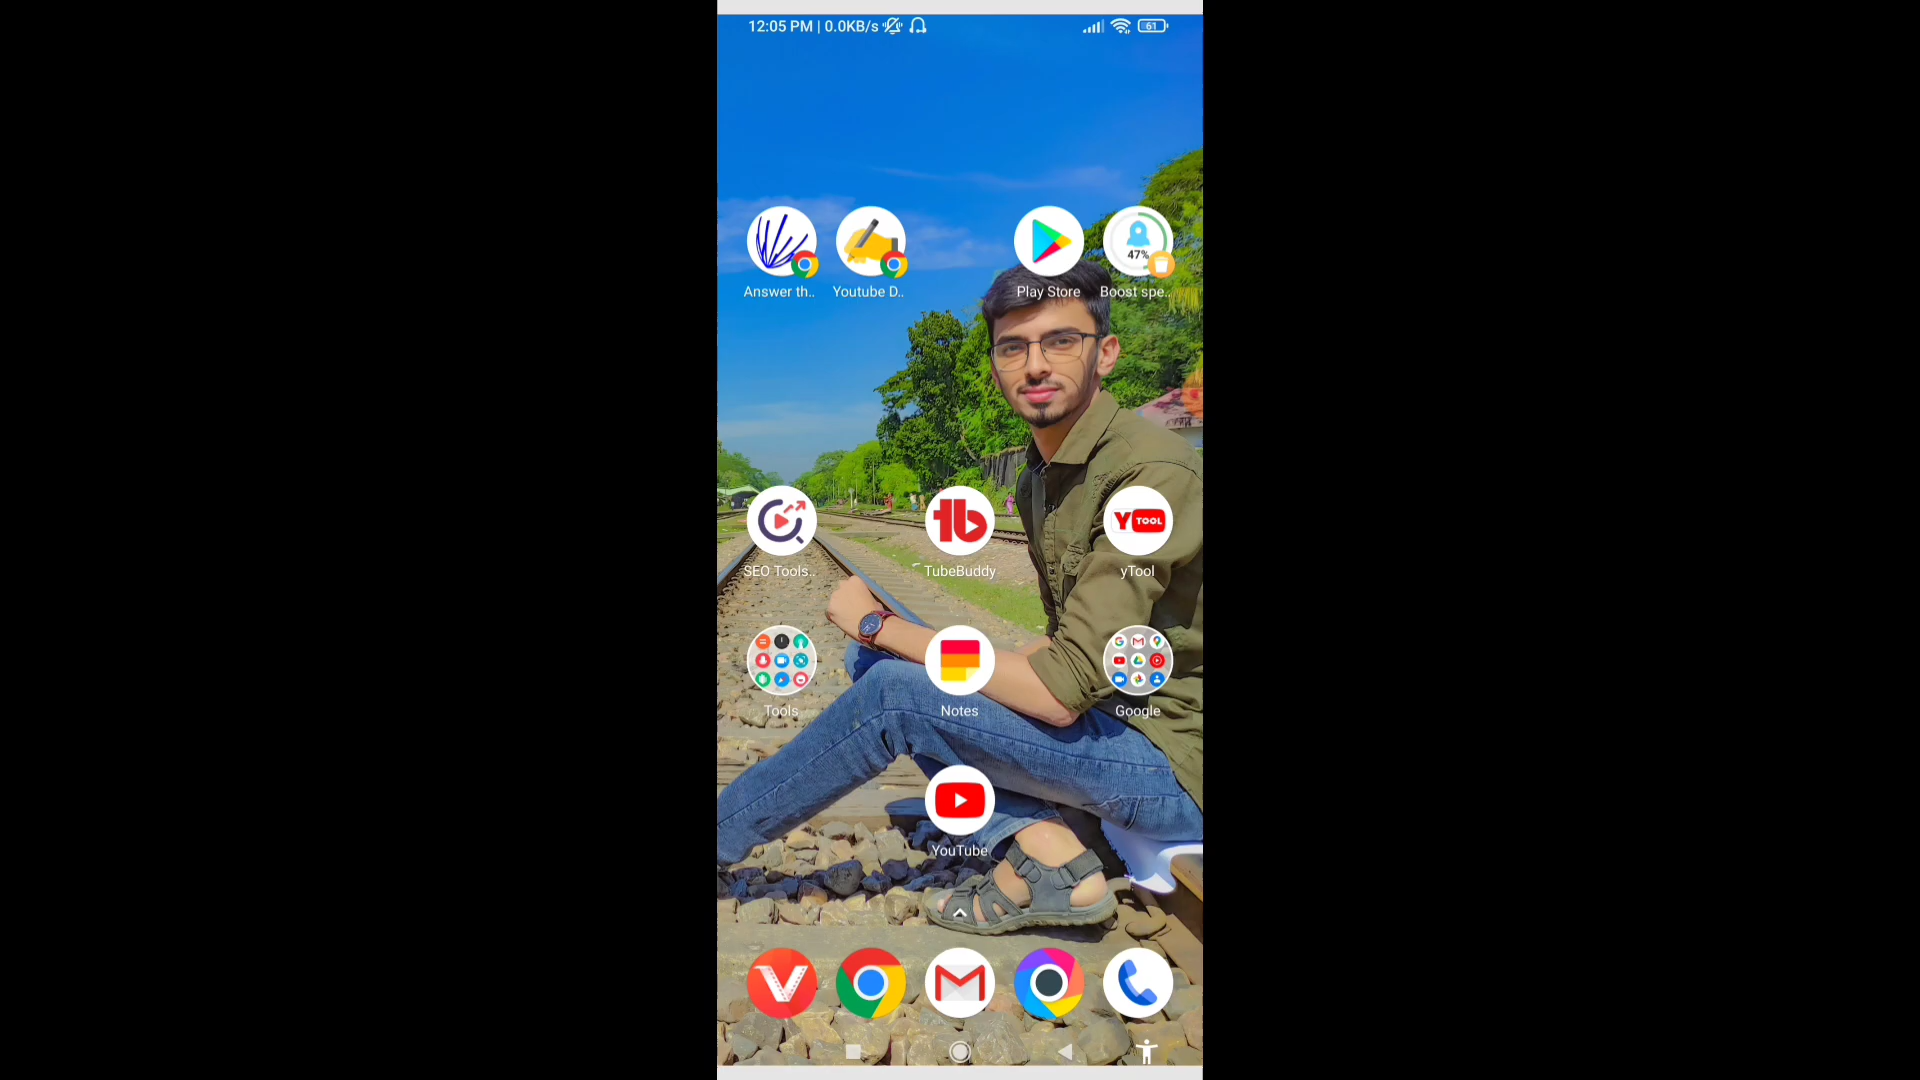 12:05 PM | 0.0KB/s 61
47%
Answer th.. Youtube D.. Play Store Boost spe..
Y TOOL
SEO Tools.. TubeBuddy yTool
Tools Notes Google
YouTube